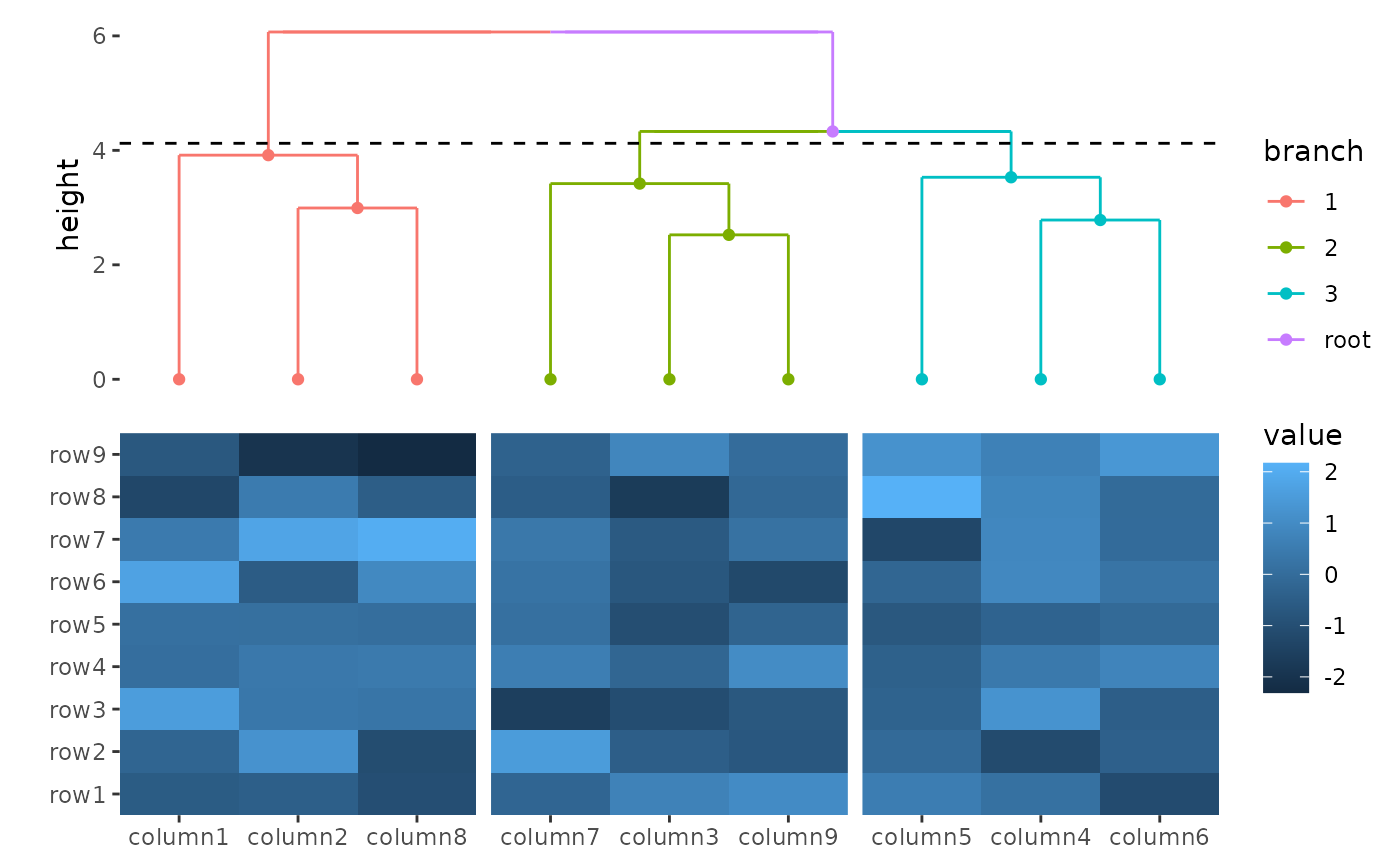 6
4
2
0
height
branch
1
2
3
root
value
2
1
0
-1
-2
row9
row8
row7
row6
row5
row4
row3
row2
row1
column1 column2 column8 column7 column3 column9 column5 column4 column6